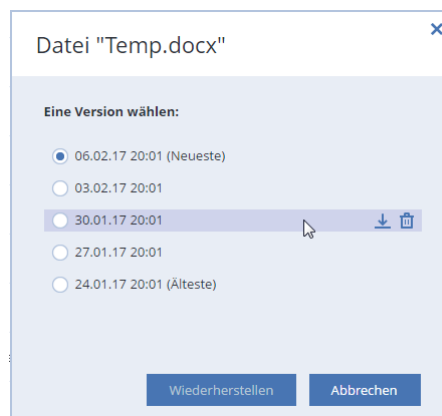 Datei "Temp.docx"
Eine Version wählen:
06.02.17 20:01 (Neueste)
03.02.17 20:01
30.01.17 20:01
27.01.17 20:01
24.01.17 20:01 (Älteste)
Wiederherstellen Abbrechen